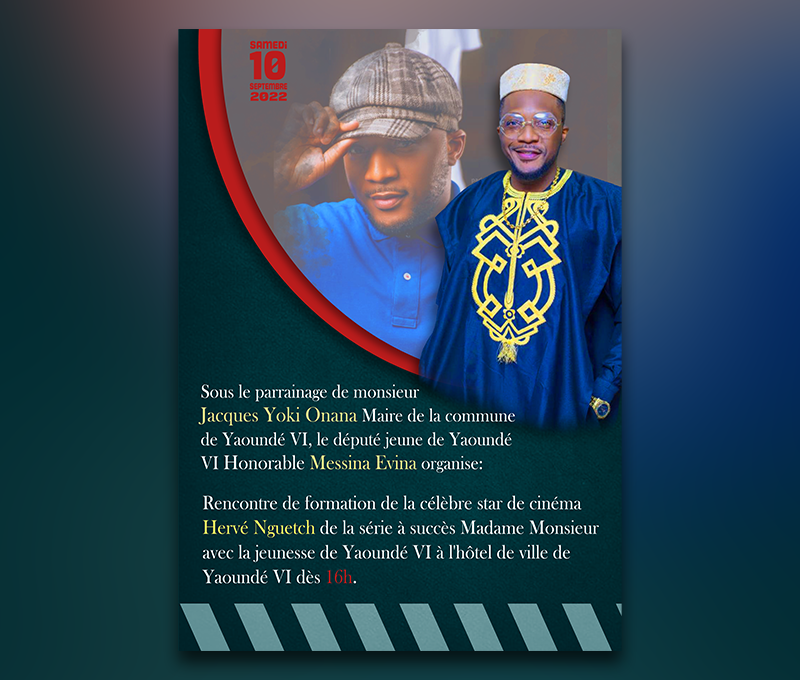 SAMEDI
10
SEPTEMBRE
2022
Sous le parrainage de monsieur
Jacques Yoki Onana Maire de la commune
de Yaoundé VI, le député jeune de Yaoundé
VI Honorable Messina Evina organise:
Rencontre de formation de la célèbre star de cinéma
Hervé Nguetch de la série à succès Madame Monsieur
avec la jeunesse de Yaoundé VI à l'hôtel de ville de
Yaoundé VI dès 16h.